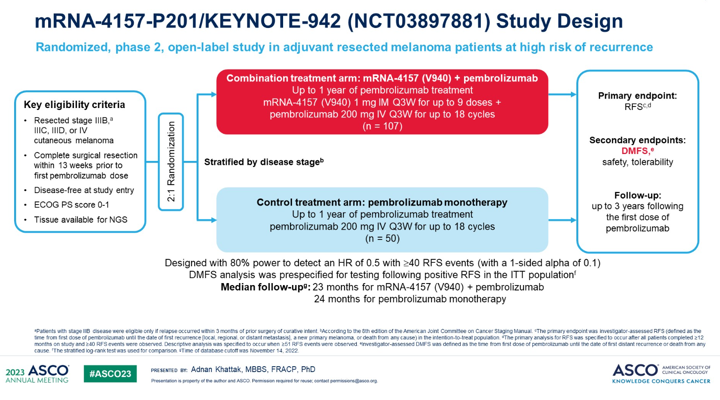 mRNA-4157-P201/KEYNOTE-942 (NCT03897881) Study Design
Randomized, phase 2, open-label study in adjuvant resected melanoma patients at high risk of recurrence
Key eligibility criteria
• Resected stage IIIB,ᵃ
IIIC, IIID, or IV
cutaneous melanoma
• Complete surgical resection
within 13 weeks prior to
first pembrolizumab dose
• Disease-free at study entry
• ECOG PS score 0-1
• Tissue available for NGS
2:1 Randomization
Combination treatment arm: mRNA-4157 (V940) + pembrolizumab
Up to 1 year of pembrolizumab treatment
mRNA-4157 (V940) 1 mg IM Q3W for up to 9 doses +
pembrolizumab 200 mg IV Q3W for up to 18 cycles
(n = 107)
Stratified by disease stageᵇ
Control treatment arm: pembrolizumab monotherapy
Up to 1 year of pembrolizumab treatment
pembrolizumab 200 mg IV Q3W for up to 18 cycles
(n = 50)
Primary endpoint:
RFSᶜ,ᵈ
Secondary endpoints:
DMFS,ᵉ
safety, tolerability
Follow-up:
up to 3 years following
the first dose of
pembrolizumab
Designed with 80% power to detect an HR of 0.5 with ≥40 RFS events (with a 1-sided alpha of 0.1)
DMFS analysis was prespecified for testing following positive RFS in the ITT populationᶠ
Median follow-upᵍ: 23 months for mRNA-4157 (V940) + pembrolizumab
24 months for pembrolizumab monotherapy
ᵃPatients with stage IIIB disease were eligible only if relapse occurred within 3 months of prior surgery of curative intent. ᵇAccording to the 8th edition of the American Joint Committee on Cancer Staging Manual. ᶜThe primary endpoint was investigator-assessed RFS (defined as
time from first dose of pembrolizumab until the date of first recurrence [local, regional, or distant metastasis], a new primary melanoma, or death from any cause) in the intention-to-treat population. ᵈThe primary analysis for RFS was specified to occur after all patients completed ≥12
months on study and ≥40 RFS events were observed. Descriptive analysis was specified to occur when ≥51 RFS events were observed. ᵉInvestigator-assessed DMFS was defined as the time from first dose of pembrolizumab until the date of first distant recurrence or death from any
cause. ᶠThe stratified log-rank test was used for comparison. ᵍTime of database cutoff was November 14, 2022.
2023 ASCO
ANNUAL MEETING
#ASCO23
PRESENTED BY: Adnan Khattak, MBBS, FRACP, PhD
Presentation is property of the author and ASCO. Permission required for reuse; contact permissions@asco.org.
ASCO
AMERICAN SOCIETY OF
CLINICAL ONCOLOGY
KNOWLEDGE CONQUERS CANCER